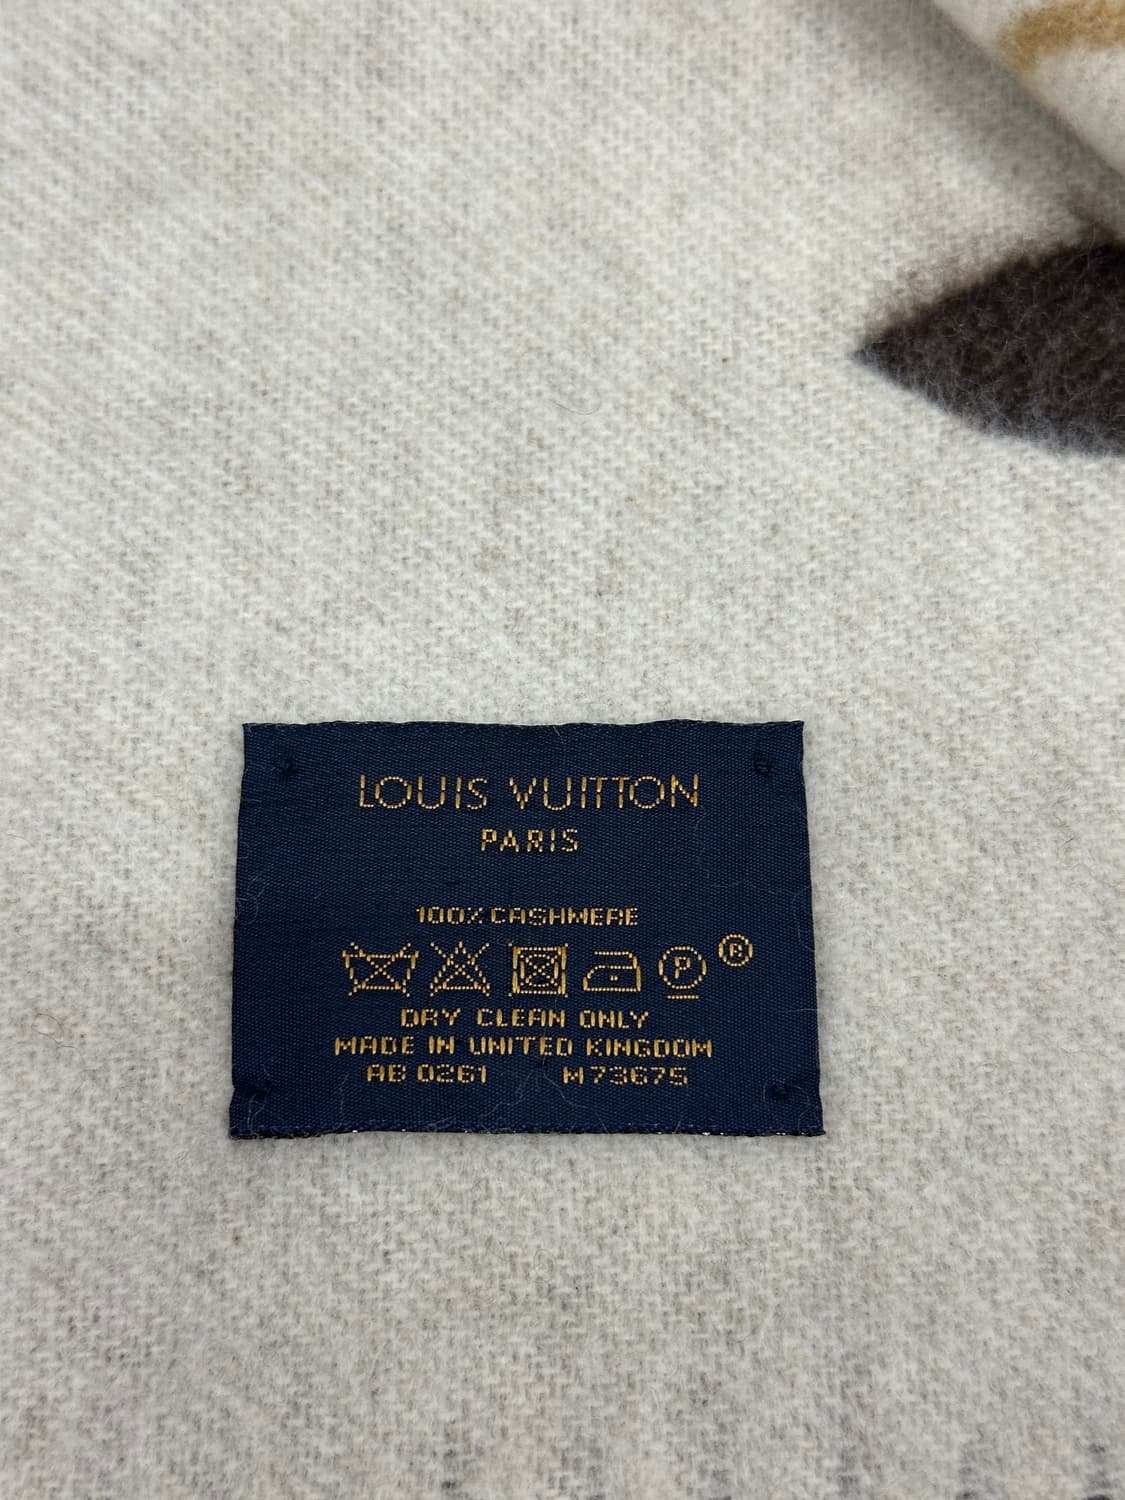 LOUIS VUITTON
PARIS
100% CASHMERE
P ®
DRY CLEAN ONLY
MADE IN UNITED KINGDOM
AB 0261 M73675